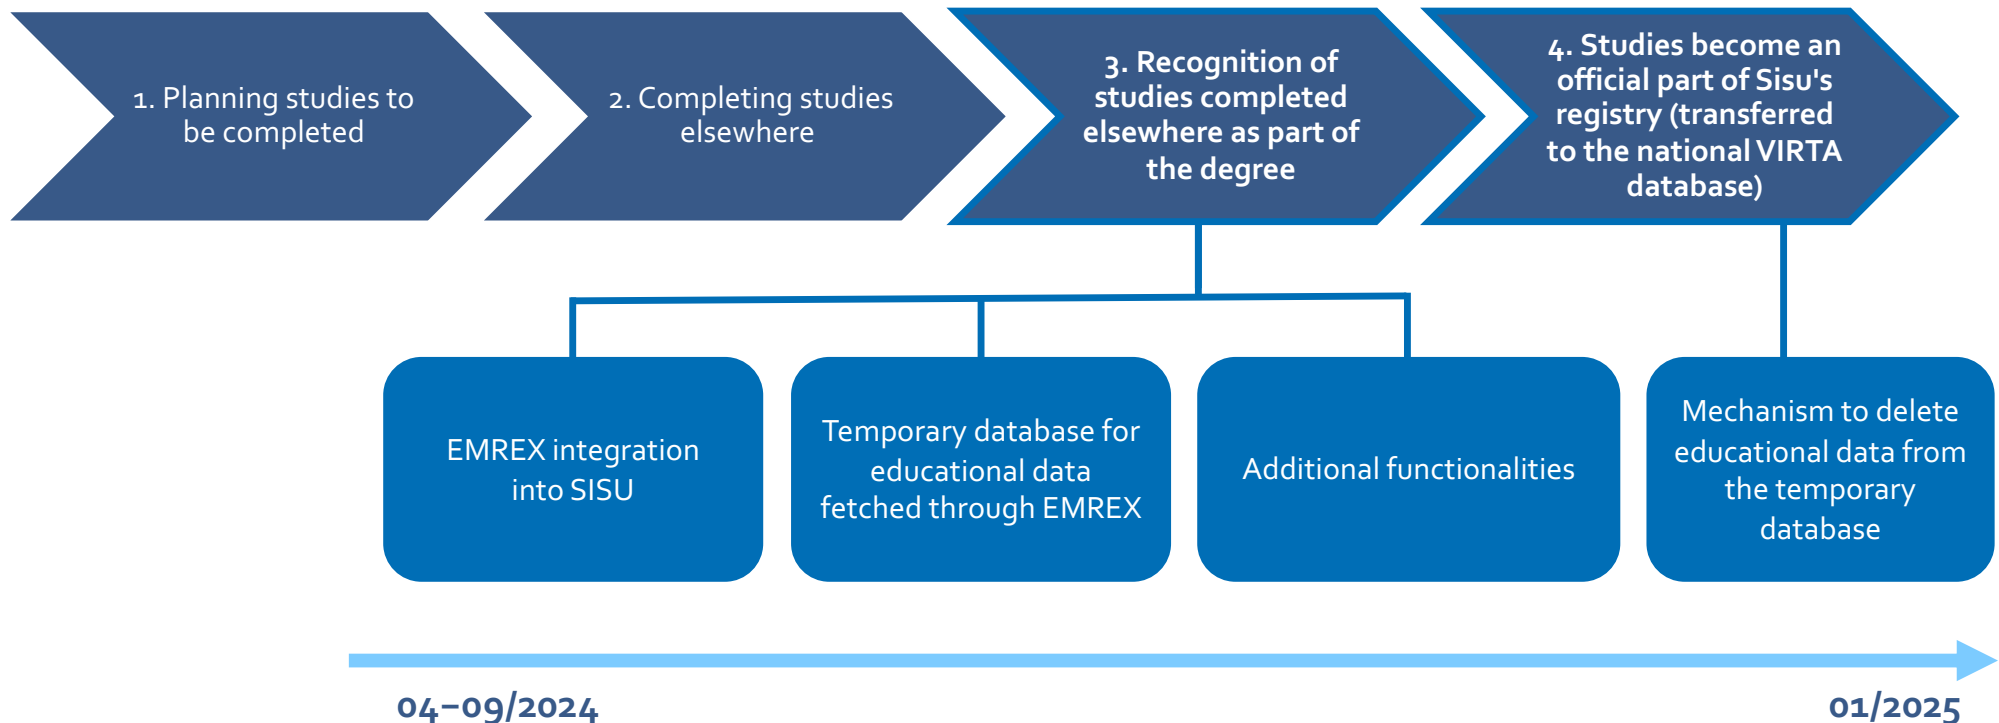 1. Planning studies to
be completed
2. Completing studies
elsewhere
3. Recognition of
studies completed
elsewhere as part of
the degree
4. Studies become an
official part of Sisu's
registry (transferred
to the national VIRTA
database)
EMREX integration
into SISU
Temporary database for
educational data
fetched through EMREX
Additional functionalities
Mechanism to delete
educational data from
the temporary
database
04–09/2024
01/2025